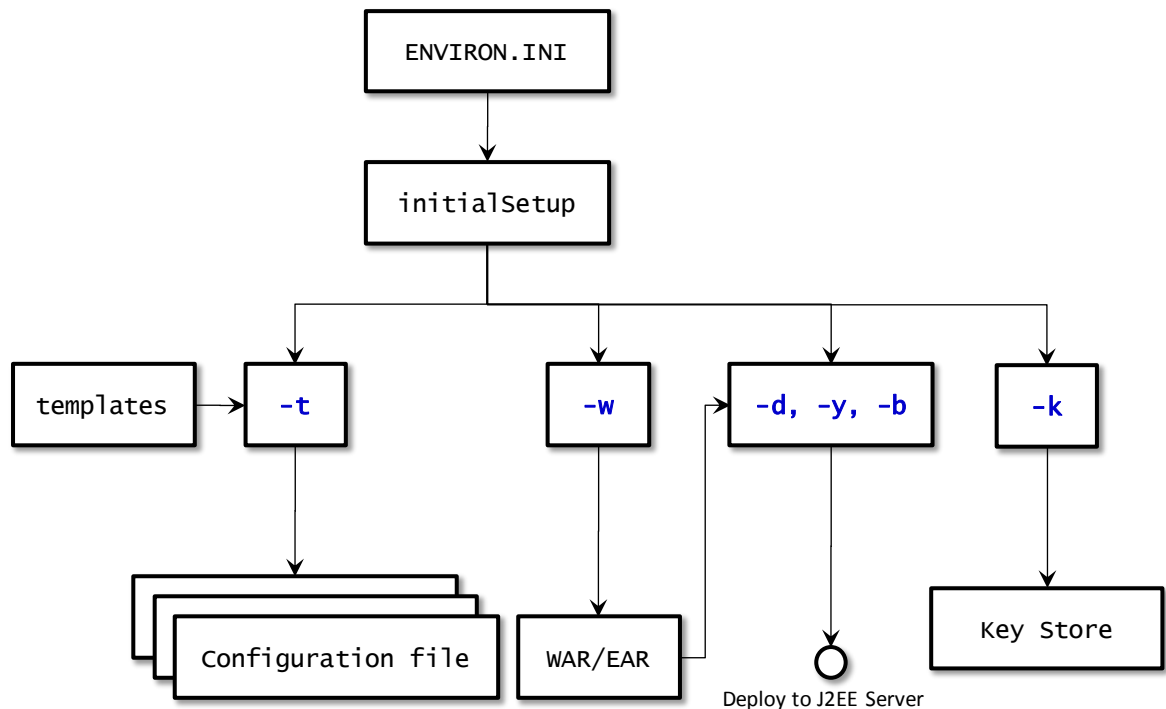 ENVIRON.INI
initialSetup
templates
-t
-w
-d, -y, -b
-k
Configuration file
WAR/EAR
Key Store
Deploy to J2EE Server